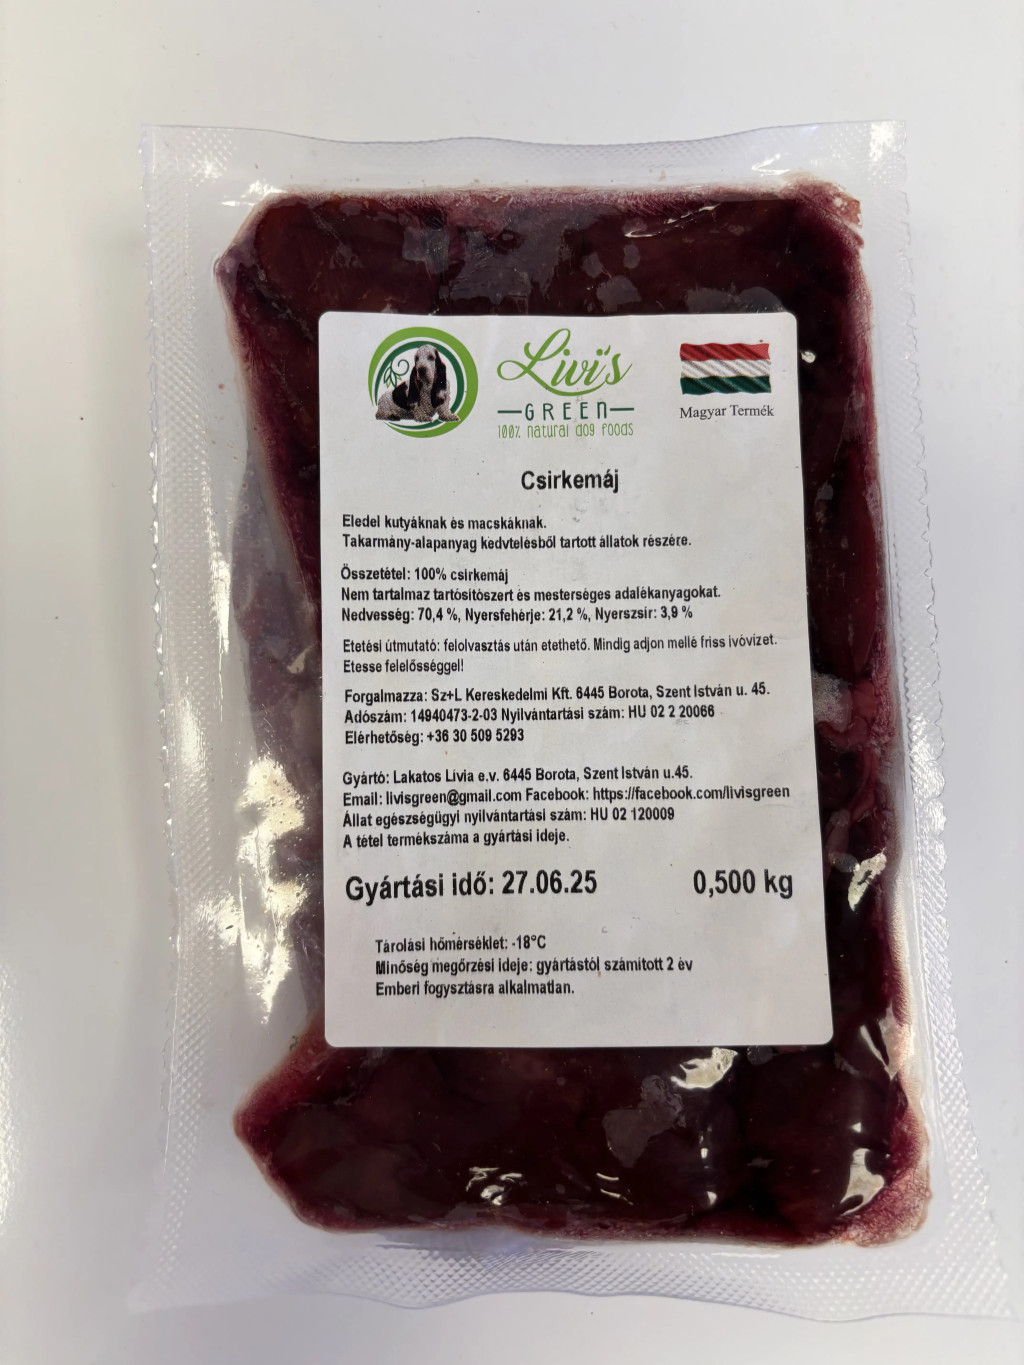 Livi's
GREEN
100% natural dog foods
Magyar Termék
Csirkemáj
Eledel kutyáknak és macskáknak.
Takarmány-alapanyag kedvtelésből tartott állatok részére.
Összetétel: 100% csirkemáj
Nem tartalmaz tartósítószert és mesterséges adalékanyagokat.
Nedvesség: 70,4 %, Nyersfehérje: 21,2 %, Nyerszsír: 3,9 %
Etetési útmutató: felolvasztás után etethető. Mindig adjon mellé friss ivóvizet.
Etesse felelősséggel!
Forgalmazza: Sz+L Kereskedelmi Kft. 6445 Borota, Szent István u. 45.
Adószám: 14940473-2-03 Nyilvántartási szám: HU 02 2 20066
Elérhetőség: +36 30 509 5293
Gyártó: Lakatos Lívia e.v. 6445 Borota, Szent István u.45.
Email: livisgreen@gmail.com Facebook: https://facebook.com/livisgreen
Állat egészségügyi nyilvántartási szám: HU 02 120009
A tétel termékszáma a gyártási ideje.
Gyártási idő: 27.06.25 0,500 kg
Tárolási hőmérséklet: -18°C
Minőség megőrzési ideje: gyártástól számított 2 év
Emberi fogysztásra alkalmatlan.